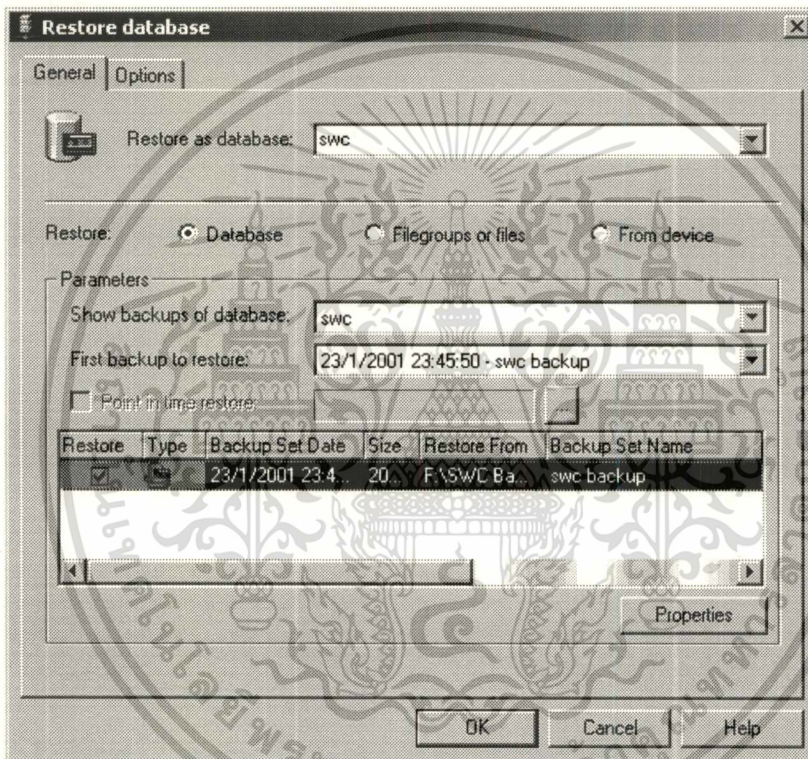 Restore database
General Options
Restore as database: swc
Restore: Database Filegroups or files From device
Parameters
Show backups of database: swc
First backup to restore: 23/1/2001 23:45:50 - swc backup
Point in time restore: ...
Restore Type Backup Set Date Size Restore From Backup Set Name
23/1/2001 23:4... 20... F:\SWC Ba... swc backup
Properties
OK Cancel Help